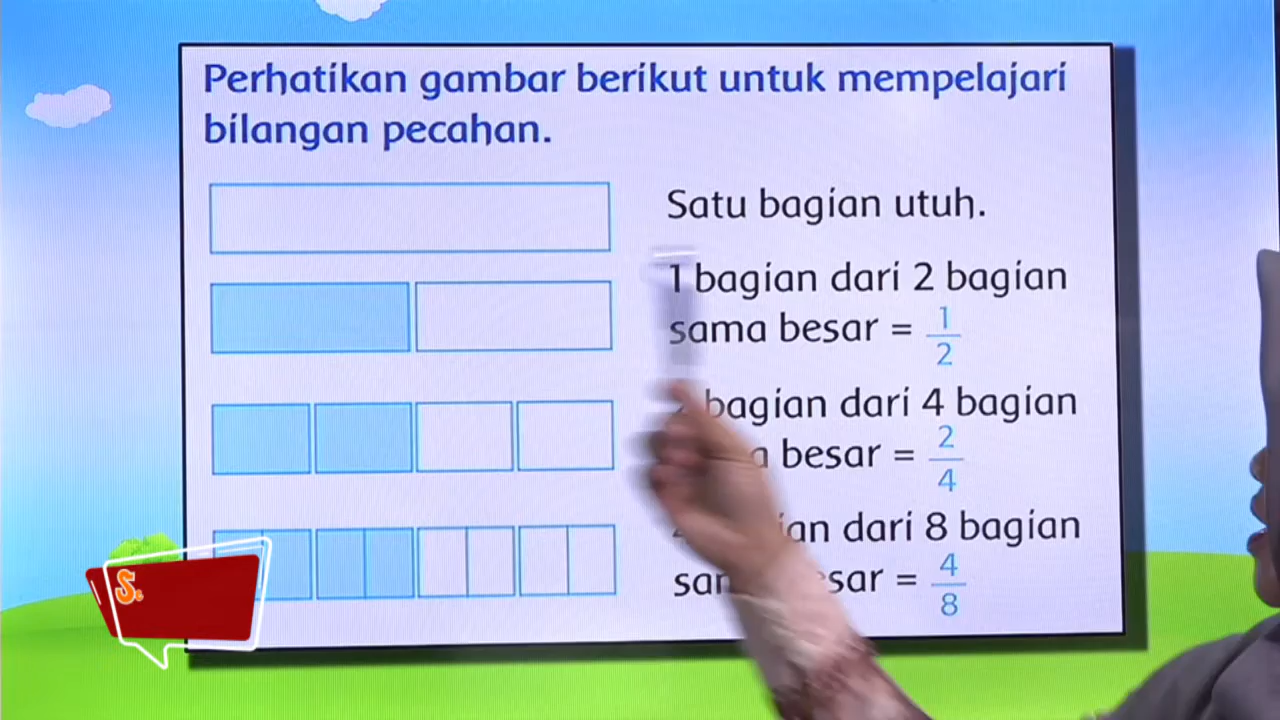 Perhatikan gambar berikut untuk mempelajari
bilangan pecahan.
Satu bagian utuh.
1 bagian dari 2 bagian
sama besar = 1/2
bagian dari 4 bagian
besar = 2/4
dari 8 bagian
= 4/8
S.